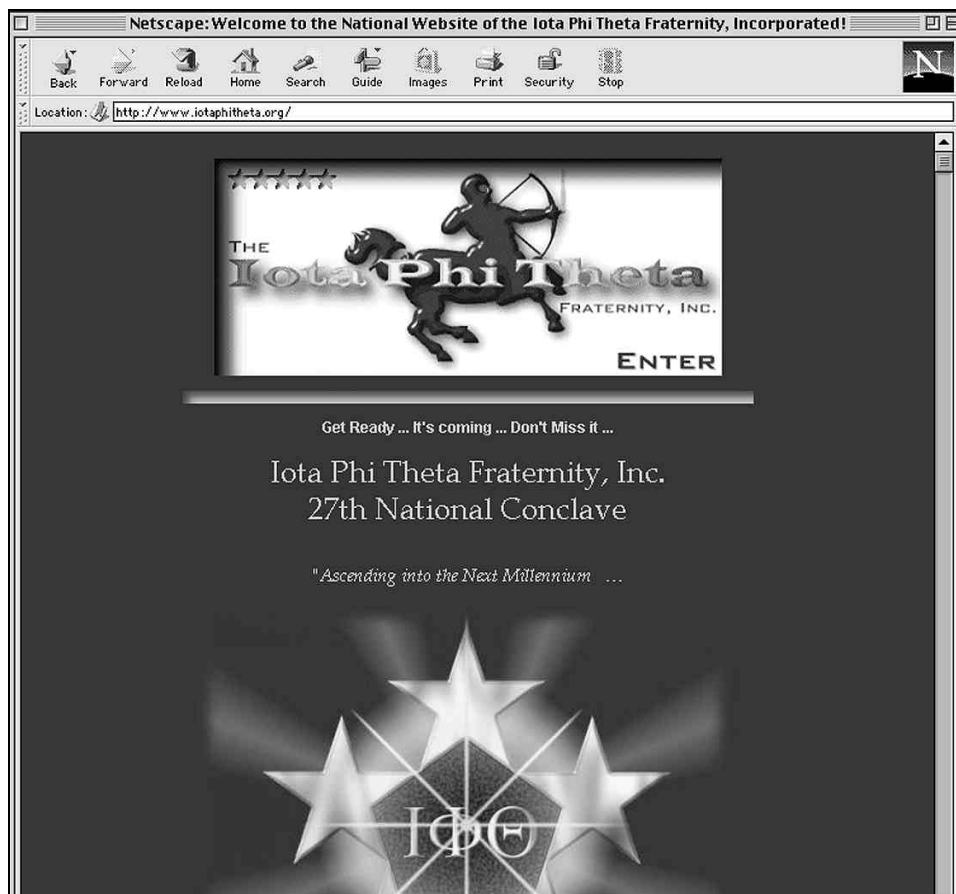 Netscape: Welcome to the National Website of the Iota Phi Theta Fraternity, Incorporated!
Back Forward Reload Home Search Guide Images Print Security Stop
N
Location: http://www.iotaphitheta.org/
THE
Iota Phi Theta
FRATERNITY, INC.
ENTER
Get Ready ... It's coming ... Don't Miss it ...
Iota Phi Theta Fraternity, Inc.
27th National Conclave
"Ascending into the Next Millennium ...
ΙΦΘ